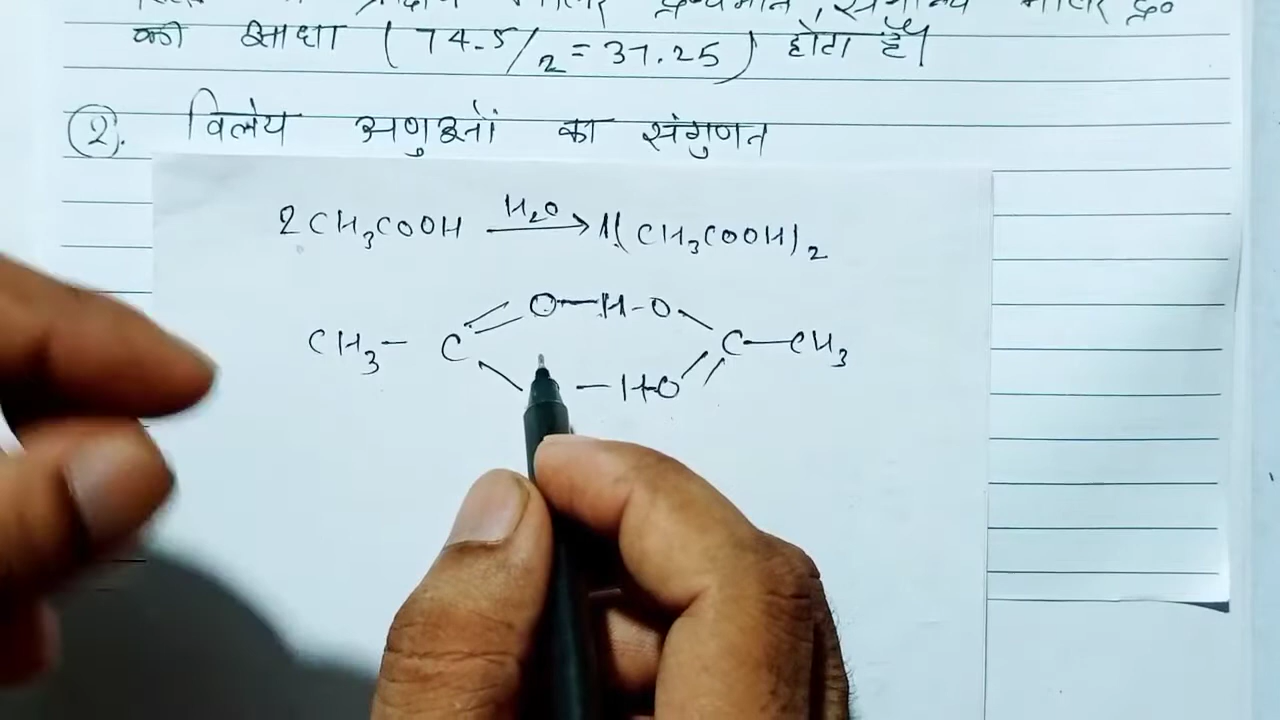 को आधा (74.5/2 = 37.25) होता है।
(2). विलेय अणुओं का संगुणन
2CH₃COOH —H₂O→ 1(CH₃COOH)₂
O—H-O
CH₃- C C—CH₃
—H-O